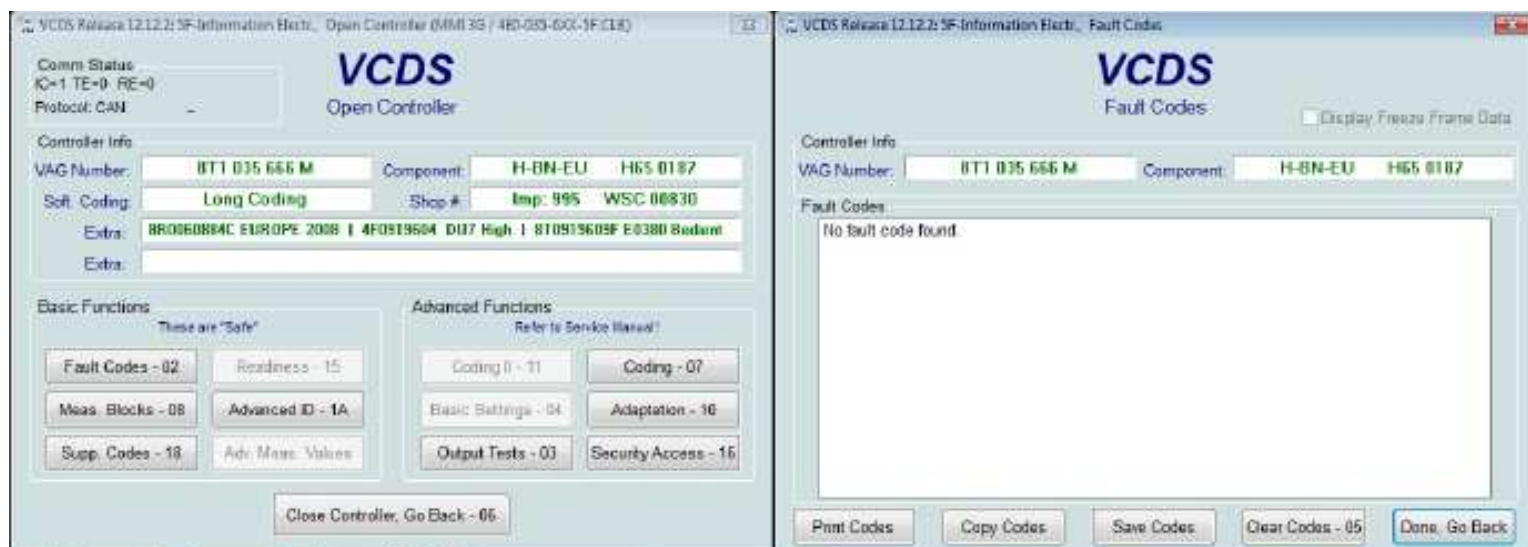 VCDS Release 12.12.2: 5F-Information Electr., Open Controller
Comm Status
IC=1 TE=0 RE=0
Protocol: CAN
VCDS
Open Controller
Controller Info
VAG Number: 8T1 035 666 M Component: H-BN-EU H65 0187
Soft. Coding: Long Coding Shop #: Imp: 995 WSC 00830
Extra: EUROPE 2008 | 4F0919604 DU7 High |
Extra:
Basic Functions
These are "Safe"
Fault Codes - 02
Readiness - 15
Meas. Blocks - 08
Advanced ID - 1A
Supp. Codes - 18
Adv. Meas. Values
Advanced Functions
Refer to Service Manual!
Coding II - 11
Coding - 07
Basic Settings - 04
Adaptation - 10
Output Tests - 03
Security Access - 16
Close Controller, Go Back - 06
VCDS Release 12.12.2: 5F-Information Electr., Fault Codes
VCDS
Fault Codes
Display Freeze Frame Data
Controller Info
VAG Number: 8T1 035 666 M Component: H-BN-EU H65 0187
Fault Codes
No fault code found.
Print Codes
Copy Codes
Save Codes
Clear Codes - 05
Done, Go Back